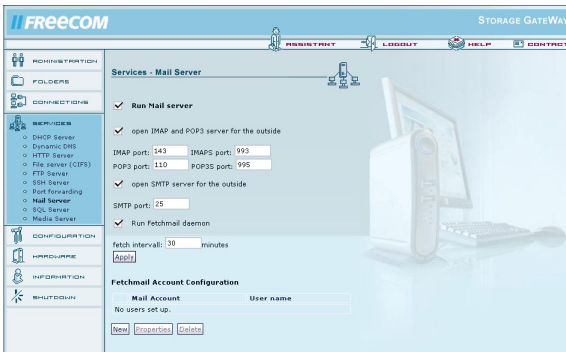 FREECOM
STORAGE GATEWAY
ASSISTANT LOGOUT HELP CONTACT
ADMINISTRATION
FOLDERS
CONNECTIONS
SERVICES
DHCP Server
Dynamic DNS
HTTP Server
File server (CIFS)
FTP Server
SSH Server
Port forwarding
Mail Server
SQL Server
Media Server
CONFIGURATION
HARDWARE
INFORMATION
SHUTDOWN
Services - Mail Server
Run Mail server
open IMAP and POP3 server for the outside
IMAP port: 143 IMAPS port: 993
POP3 port: 110 POP3S port: 995
open SMTP server for the outside
SMTP port: 25
Run Fetchmail daemon
fetch intervall: 30 minutes
Apply
Fetchmail Account Configuration
Mail Account User name
No users set up.
New Properties Delete